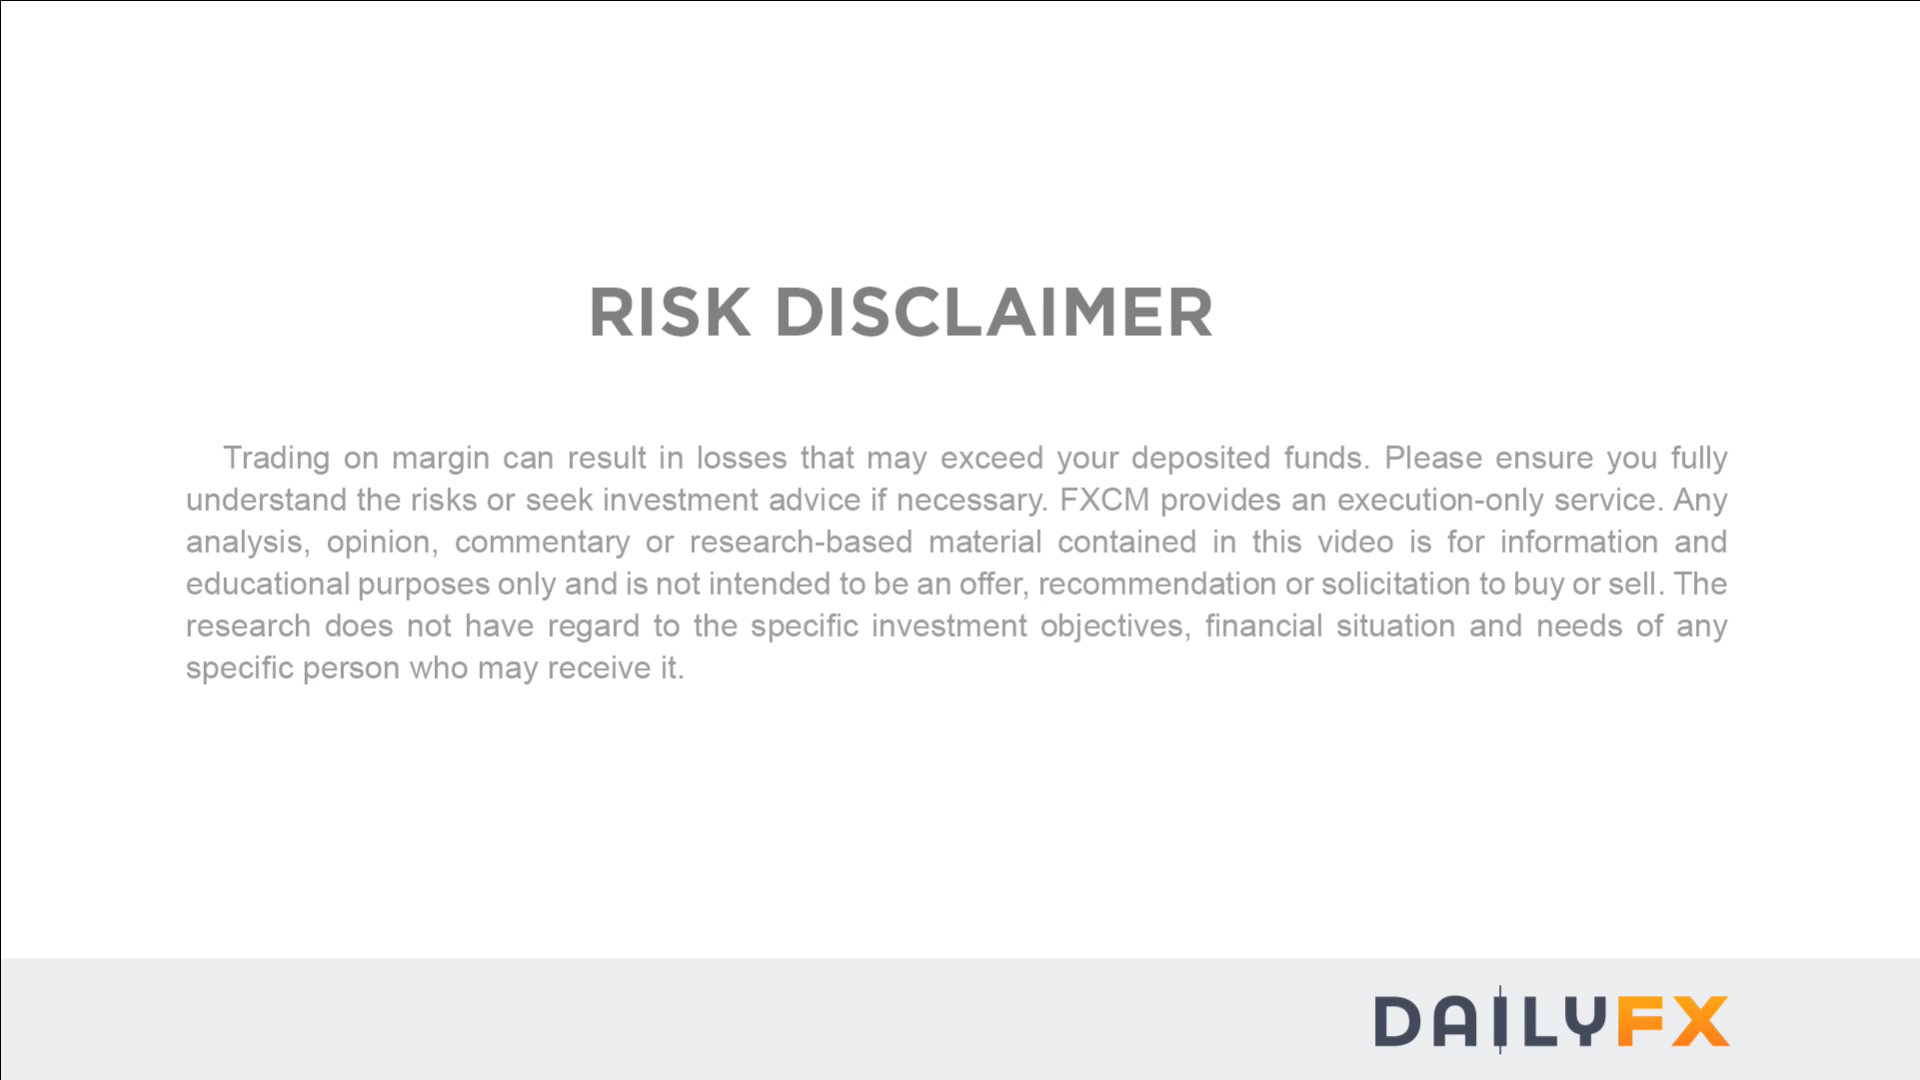 RISK DISCLAIMER
Trading on margin can result in losses that may exceed your deposited funds. Please ensure you fully
understand the risks or seek investment advice if necessary. FXCM provides an execution-only service. Any
analysis, opinion, commentary or research-based material contained in this video is for information and
educational purposes only and is not intended to be an offer, recommendation or solicitation to buy or sell. The
research does not have regard to the specific investment objectives, financial situation and needs of any
specific person who may receive it.
DAILYFX